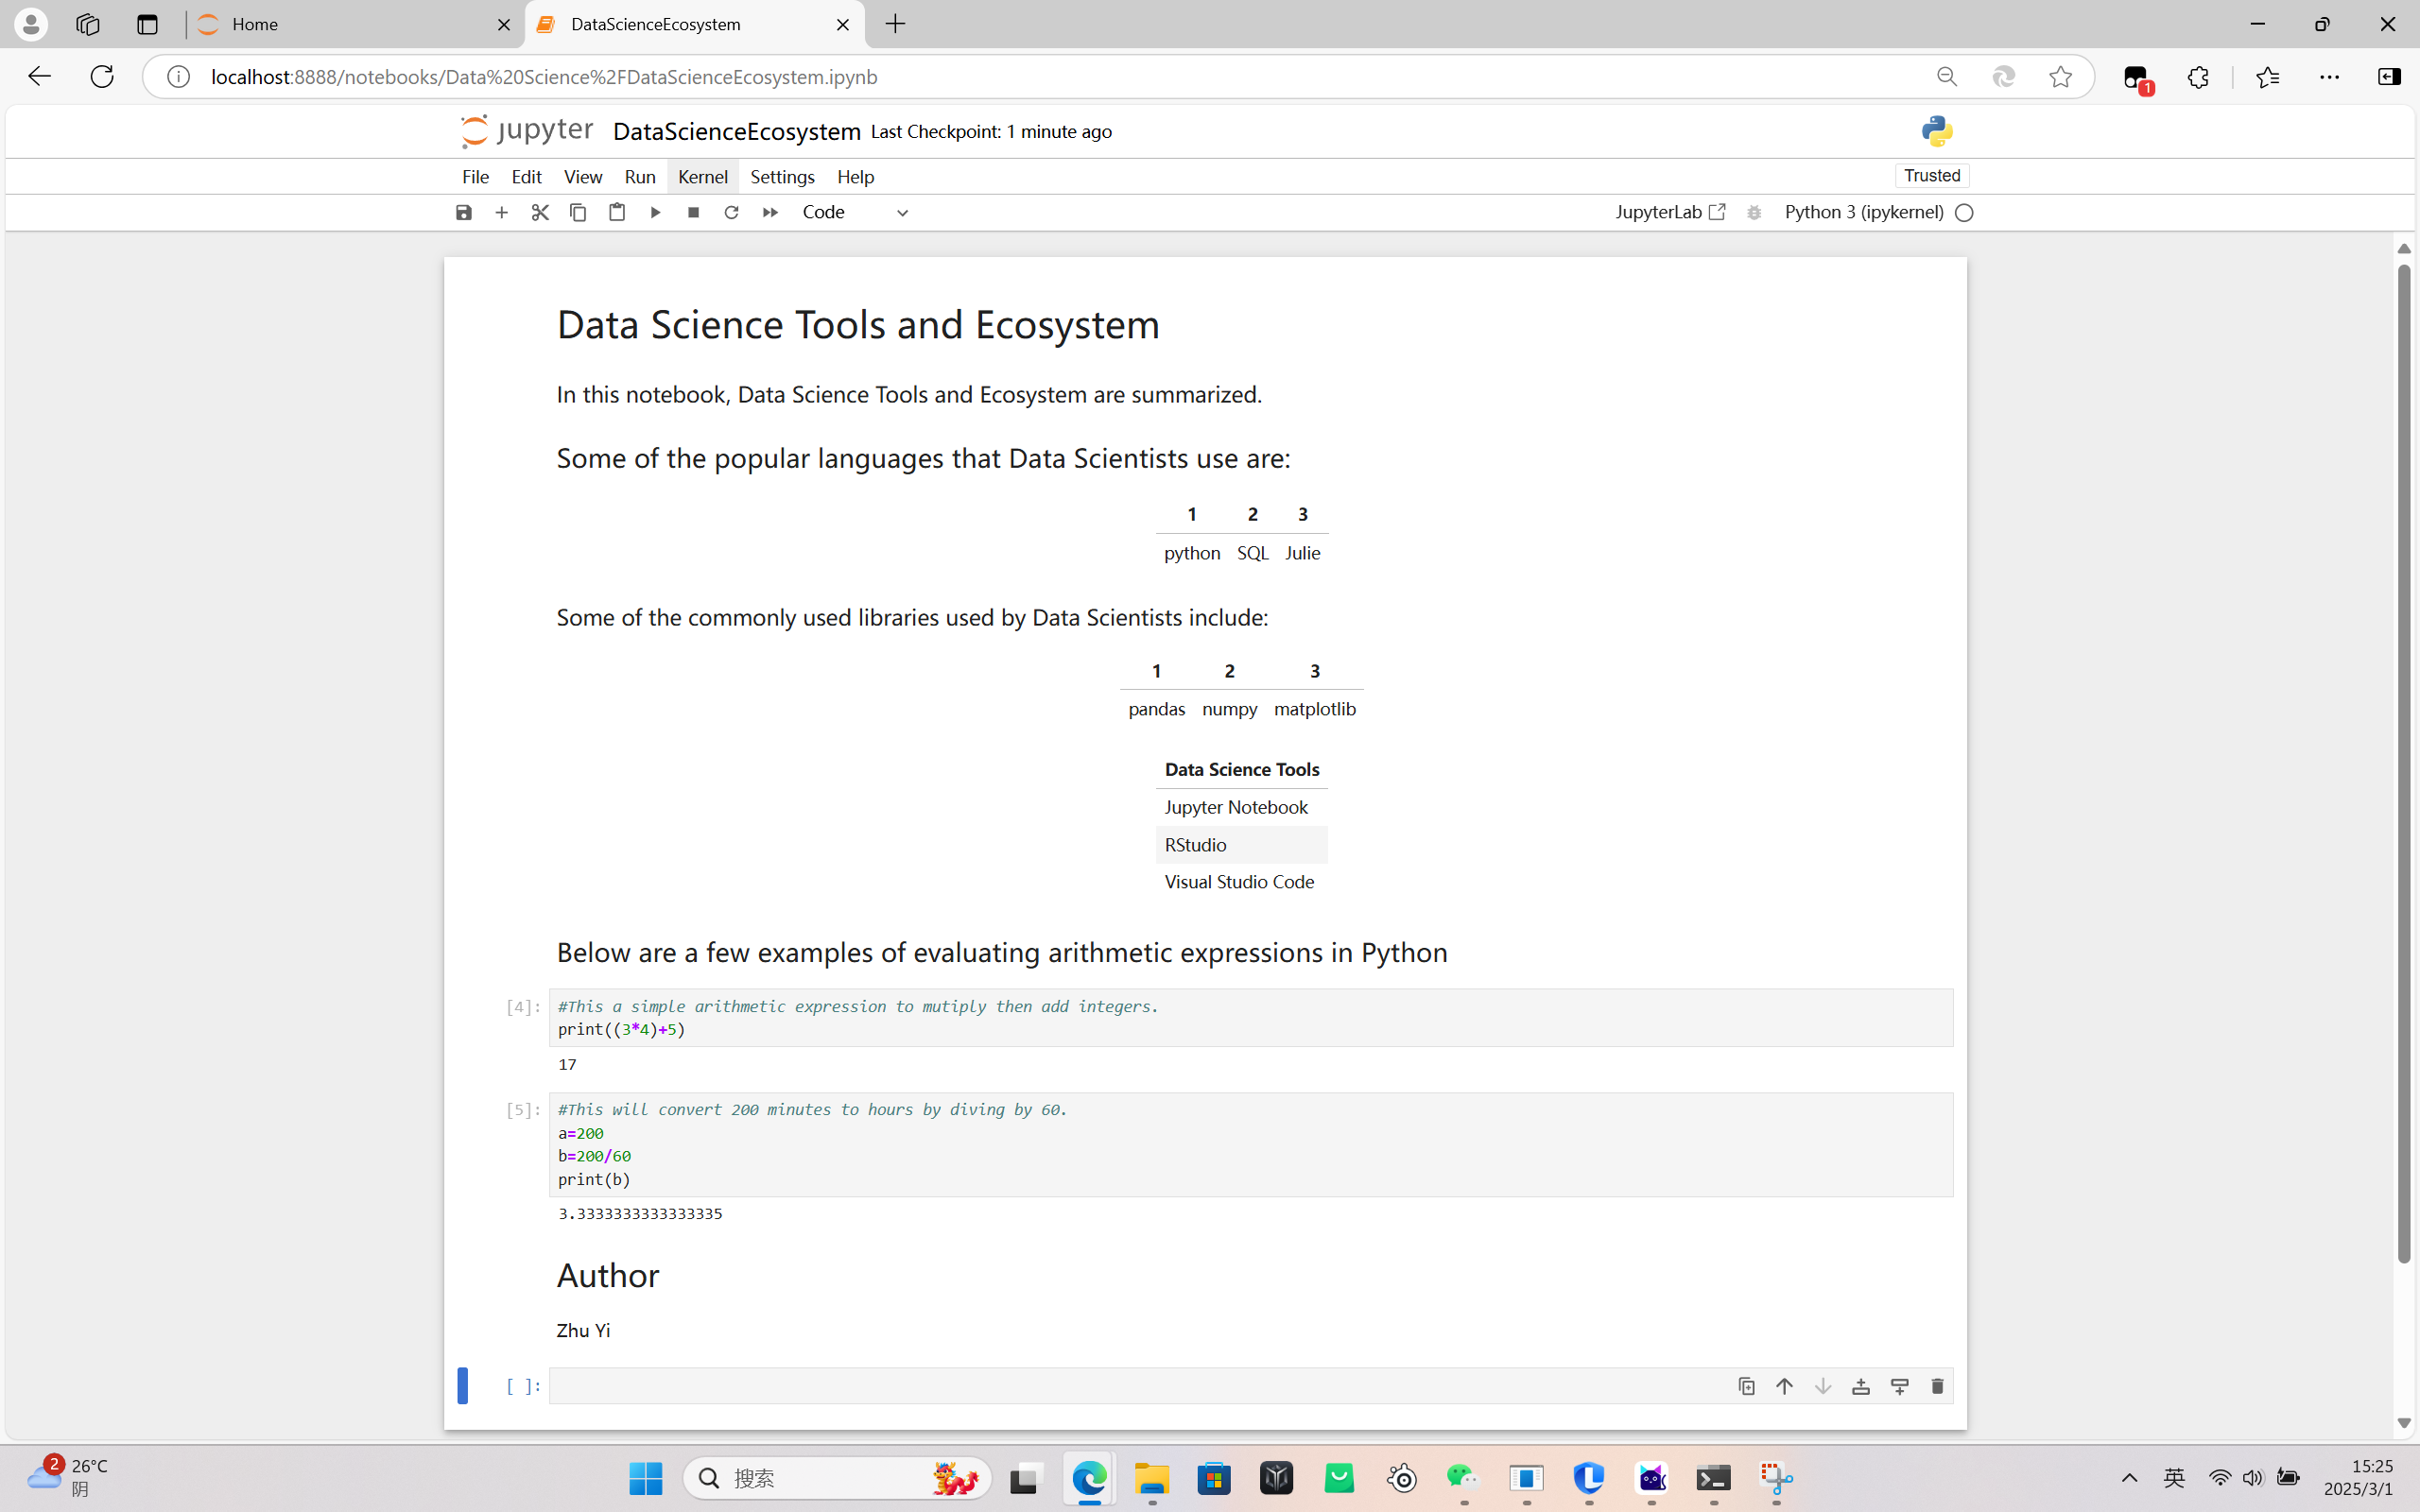 Home
DataScienceEcosystem
localhost:8888/notebooks/Data%20Science%2FDataScienceEcosystem.ipynb
1
jupyter DataScienceEcosystem Last Checkpoint: 1 minute ago
File Edit View Run Kernel Settings Help
Trusted
Code
JupyterLab
Python 3 (ipykernel)
Data Science Tools and Ecosystem
In this notebook, Data Science Tools and Ecosystem are summarized.
Some of the popular languages that Data Scientists use are:
1 2 3
python SQL Julie
Some of the commonly used libraries used by Data Scientists include:
1 2 3
pandas numpy matplotlib
Data Science Tools
Jupyter Notebook
RStudio
Visual Studio Code
Below are a few examples of evaluating arithmetic expressions in Python
[4]: #This a simple arithmetic expression to mutiply then add integers.
print((3*4)+5)
17
[5]: #This will convert 200 minutes to hours by diving by 60.
a=200
b=200/60
print(b)
3.3333333333333335
Author
Zhu Yi
[ ]:
2
26°C
阴
搜索
英
15:25
2025/3/1